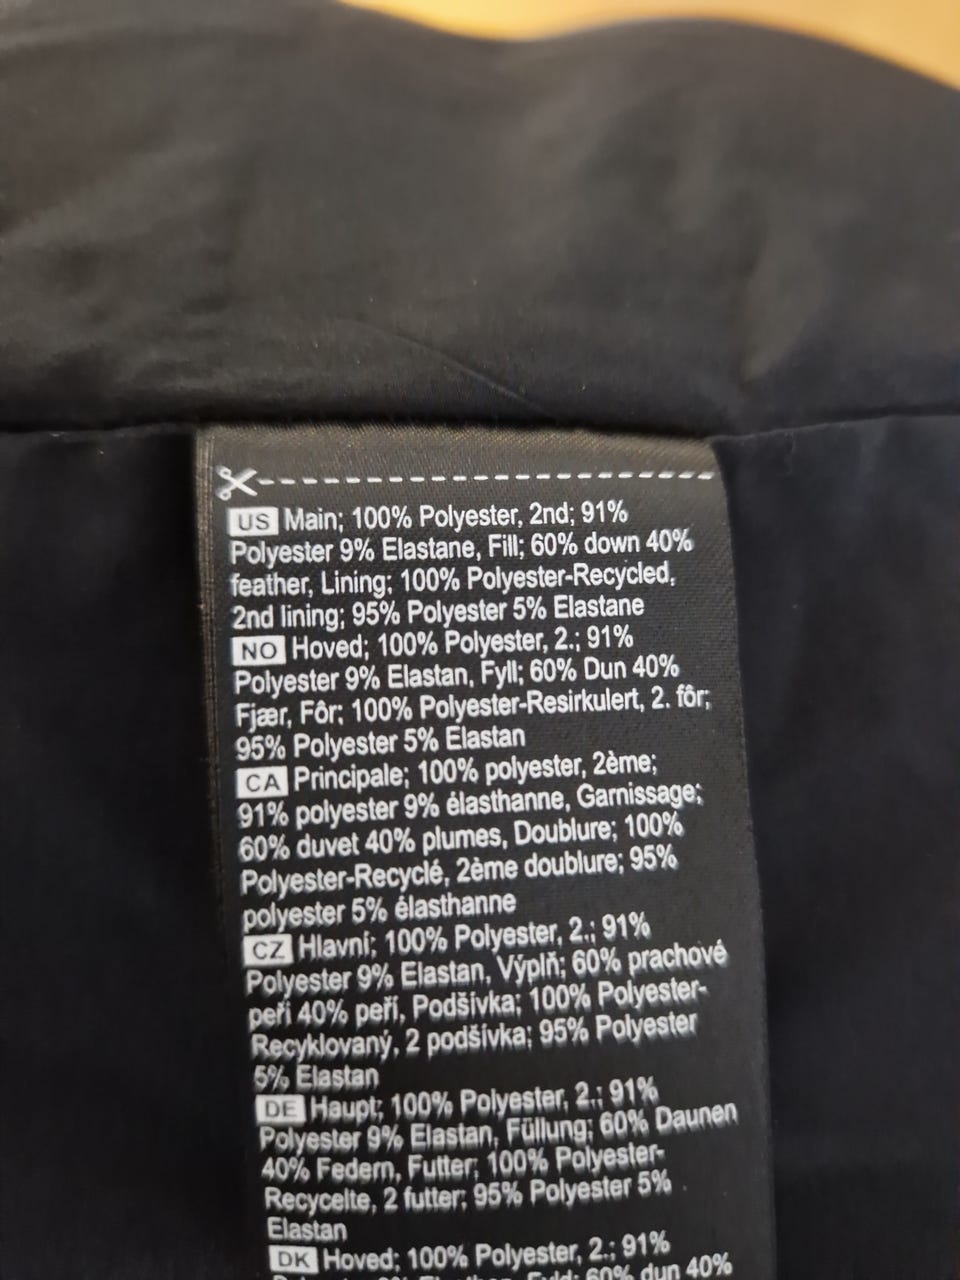 US Main; 100% Polyester, 2nd; 91%
Polyester 9% Elastane, Fill; 60% down 40%
feather, Lining; 100% Polyester-Recycled,
2nd lining; 95% Polyester 5% Elastane
NO Hoved; 100% Polyester, 2.; 91%
Polyester 9% Elastan, Fyll; 60% Dun 40%
Fjær, Fôr; 100% Polyester-Resirkulert, 2. fôr;
95% Polyester 5% Elastan
CA Principale; 100% polyester, 2ème;
91% polyester 9% élasthanne, Garnissage;
60% duvet 40% plumes, Doublure; 100%
Polyester-Recyclé, 2ème doublure; 95%
polyester 5% élasthanne
CZ Hlavní; 100% Polyester, 2.; 91%
Polyester 9% Elastan, Výplň; 60% prachové
peří 40% peří, Podšívka; 100% Polyester-
Recyklovaný, 2 podšívka; 95% Polyester
5% Elastan
DE Haupt; 100% Polyester, 2.; 91%
Polyester 9% Elastan, Füllung; 60% Daunen
40% Federn, Futter; 100% Polyester-
Recycelte, 2 futter; 95% Polyester 5%
Elastan
DK Hoved; 100% Polyester, 2.; 91%
60% dun 40%